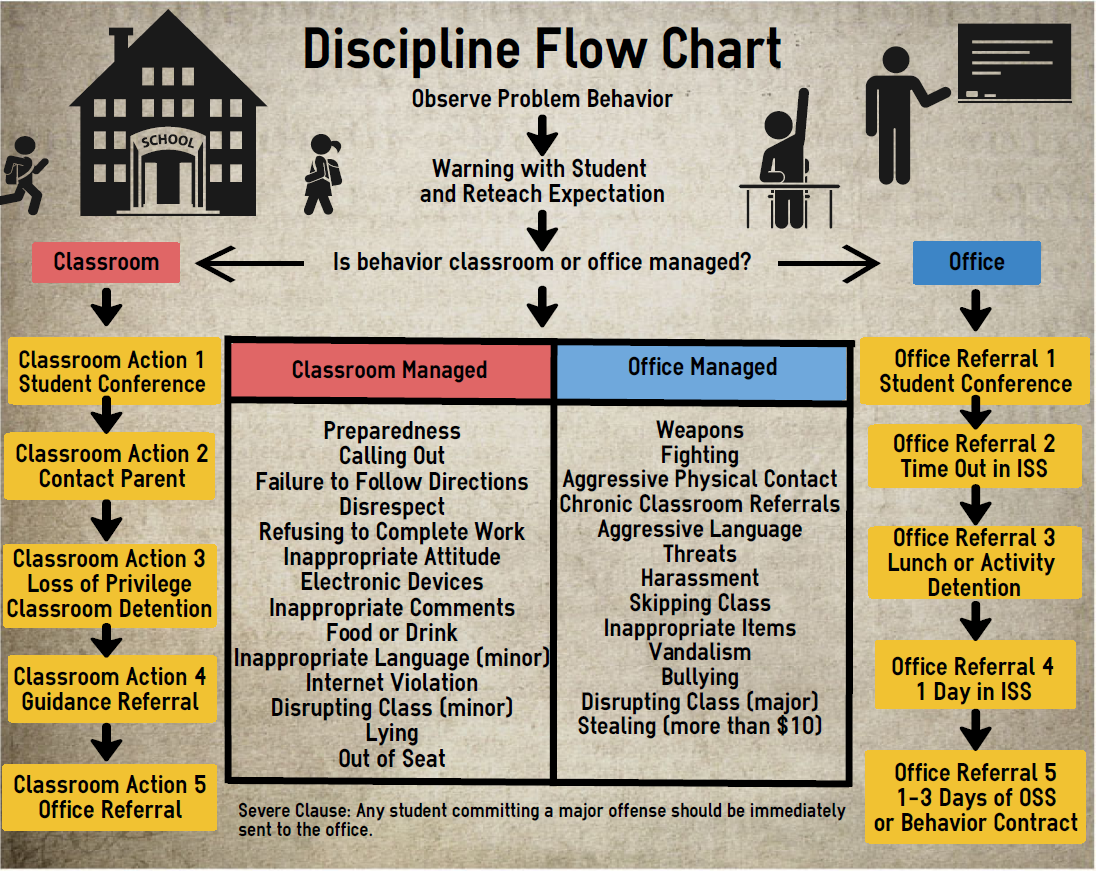 Discipline Flow Chart
Observe Problem Behavior
SCHOOL
Warning with Student
and Reteach Expectation
Classroom
Is behavior classroom or office managed?
Office
Classroom Action 1
Student Conference
Classroom Action 2
Contact Parent
Classroom Action 3
Loss of Privilege
Classroom Detention
Classroom Action 4
Guidance Referral
Classroom Action 5
Office Referral
Classroom Managed
Preparedness
Calling Out
Failure to Follow Directions
Disrespect
Refusing to Complete Work
Inappropriate Attitude
Electronic Devices
Inappropriate Comments
Food or Drink
Inappropriate Language (minor)
Internet Violation
Disrupting Class (minor)
Lying
Out of Seat
Office Managed
Weapons
Fighting
Aggressive Physical Contact
Chronic Classroom Referrals
Aggressive Language
Threats
Harassment
Skipping Class
Inappropriate Items
Vandalism
Bullying
Disrupting Class (major)
Stealing (more than $10)
Office Referral 1
Student Conference
Office Referral 2
Time Out in ISS
Office Referral 3
Lunch or Activity
Detention
Office Referral 4
1 Day in ISS
Office Referral 5
1-3 Days of OSS
or Behavior Contract
Severe Clause: Any student committing a major offense should be immediately
sent to the office.